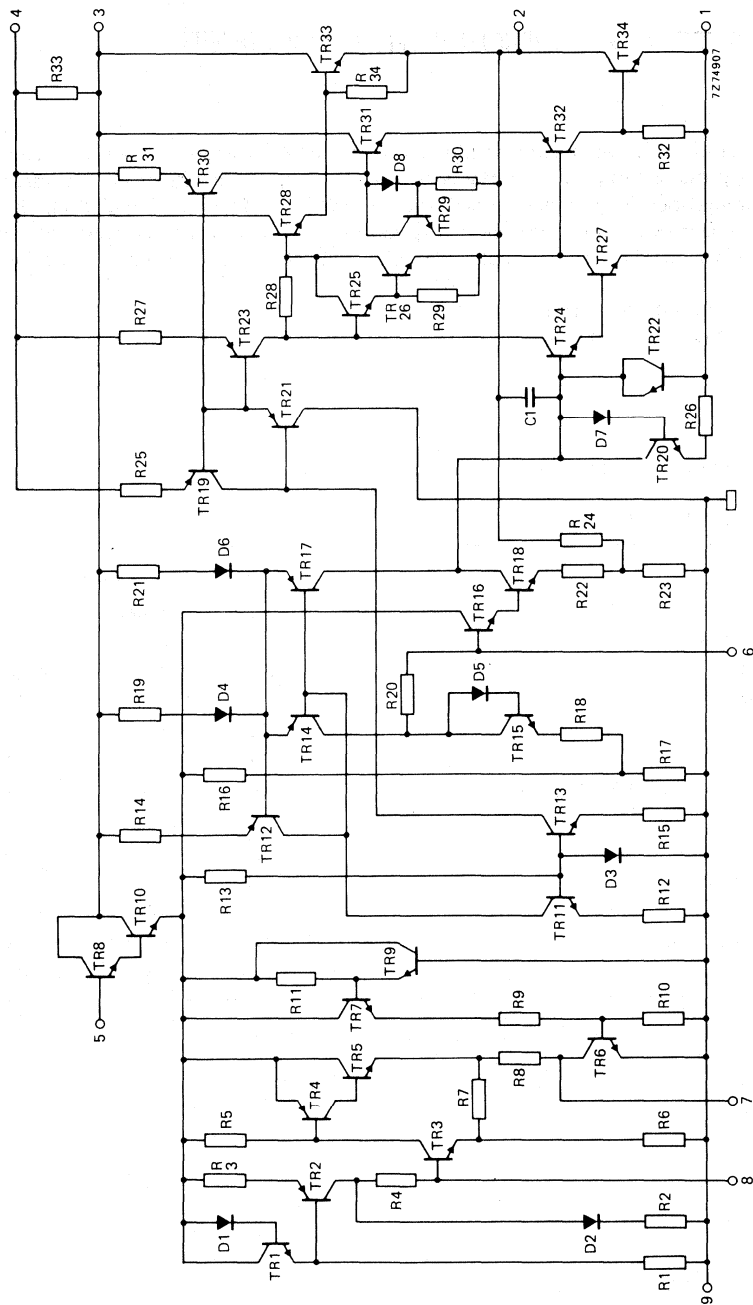 4
3
2
1
R33
TR33
R
34
TR34
7Z74907
R
31
TR30
TR31
D8
R30
TR29
TR32
R32
TR28
R28
R27
TR23
TR25
TR
26
R29
TR27
TR24
TR22
R25
TR19
TR21
C1
D7
TR20
R26
R21
D6
TR17
TR16
TR18
R
24
R22
R23
6
R19
D4
TR14
R20
D5
TR15
R18
R17
R16
R14
TR12
TR13
R15
R13
D3
TR11
R12
TR8
TR10
5
TR9
R11
TR7
R9
R10
TR5
TR4
R8
TR6
7
R5
R7
TR3
R6
R
3
TR2
R4
8
D1
TR1
D2
R2
R1
9